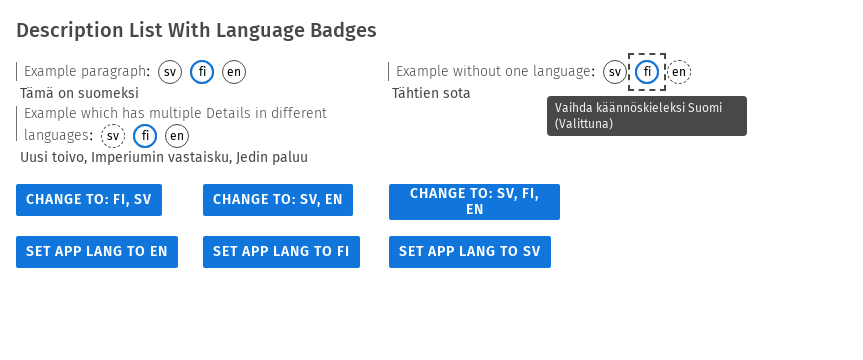 Description List With Language Badges
Example paragraph: sv fi en
Tämä on suomeksi
Example without one language: sv fi en
Tähtien sota
Vaihda käännöskieleksi Suomi
(Valittuna)
Example which has multiple Details in different
languages: sv fi en
Uusi toivo, Imperiumin vastaisku, Jedin paluu
CHANGE TO: FI, SV
CHANGE TO: SV, EN
CHANGE TO: SV, FI,
EN
SET APP LANG TO EN
SET APP LANG TO FI
SET APP LANG TO SV